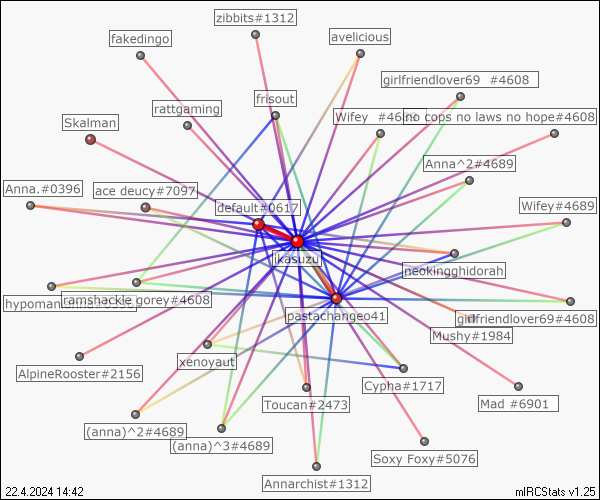 zibbits#1312
fakedingo
avelicious
girlfriendlover69 #4608
frisout
rattgaming
Wifey
no cops no laws no hope#4608
Skalman
Anna^2#4689
Anna.#0396
ace deucy#7097
default#0617
Wifey#4689
ikasuzu
neokingghidorah
ramshackle gorey#4608
pastachangeo41
girlfriendlover69#4608
Mushy#1984
xenoyaut
AlpineRooster#2156
Cypha#1717
Toucan#2473
Mad #6901
(anna)^2#4689
(anna)^3#4689
Soxy Foxy#5076
Annarchist#1312
22.4.2024 14:42
mIRCStats v1.25